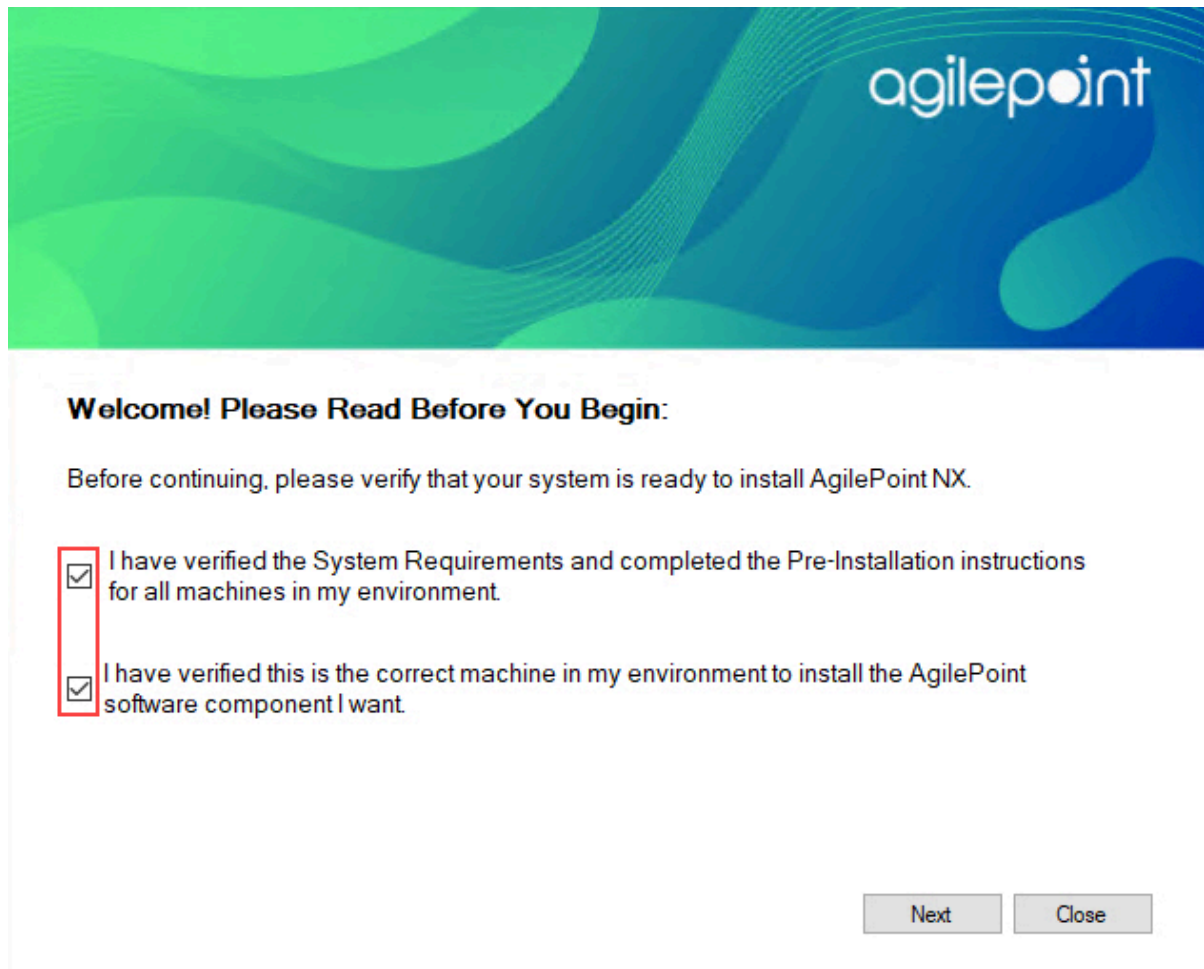 agilepoint
Welcome! Please Read Before You Begin:
Before continuing, please verify that your system is ready to install AgilePoint NX.
I have verified the System Requirements and completed the Pre-Installation instructions
for all machines in my environment.
I have verified this is the correct machine in my environment to install the AgilePoint
software component I want.
Next Close